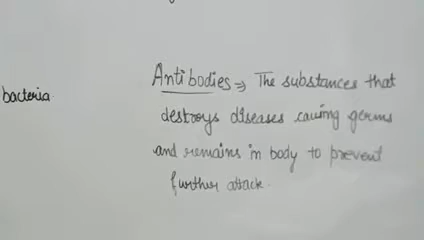 Antibodies => The substances that
bacteria.
destroys diseases causing germs
and remains in body to prevent
further attack.